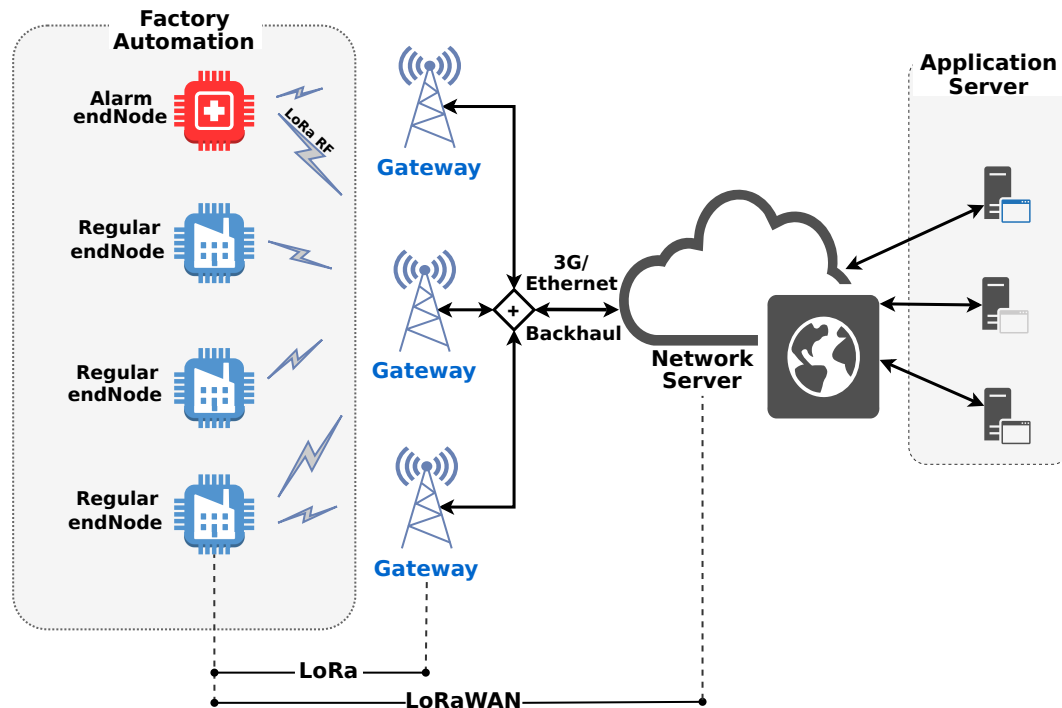 Factory
Automation
Alarm
endNode
LoRa RF
Regular
endNode
Regular
endNode
Regular
endNode
Gateway
Gateway
Gateway
+
3G/
Ethernet
Backhaul
Network
Server
Application
Server
LoRa
LoRaWAN